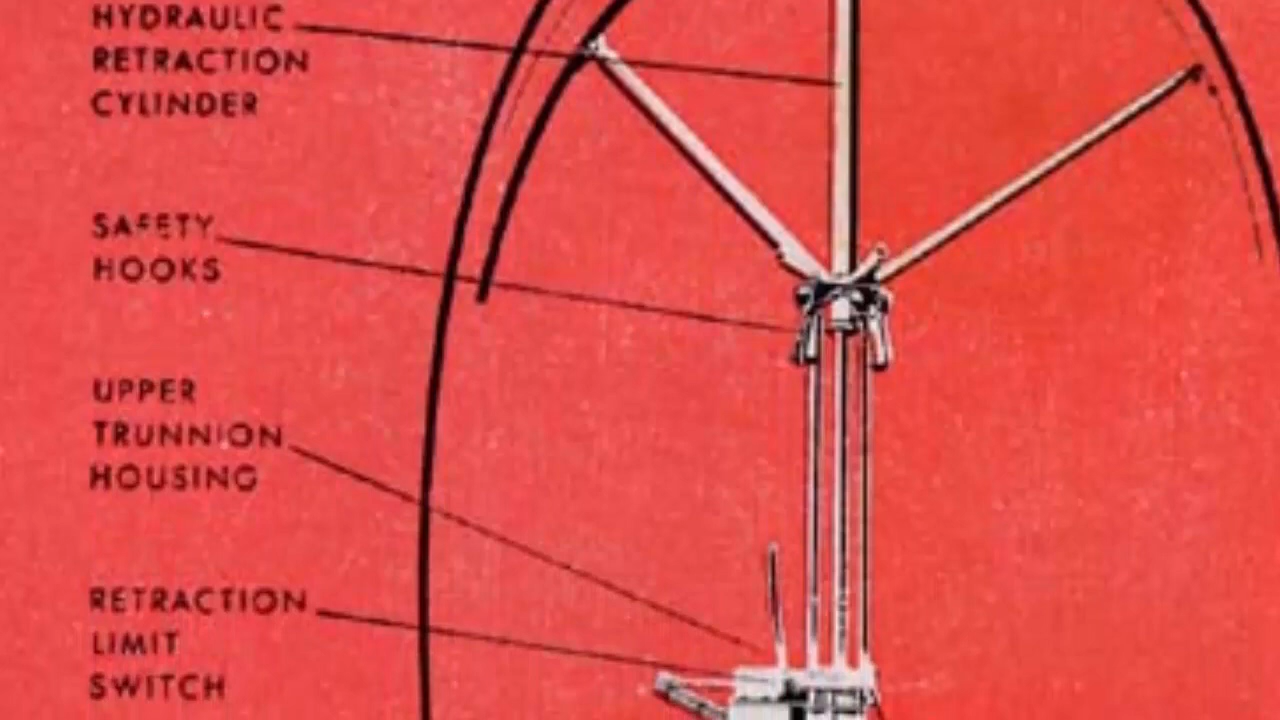 HYDRAULIC
RETRACTION
CYLINDER
SAFETY
HOOKS
UPPER
TRUNNION
HOUSING
RETRACTION
LIMIT
SWITCH